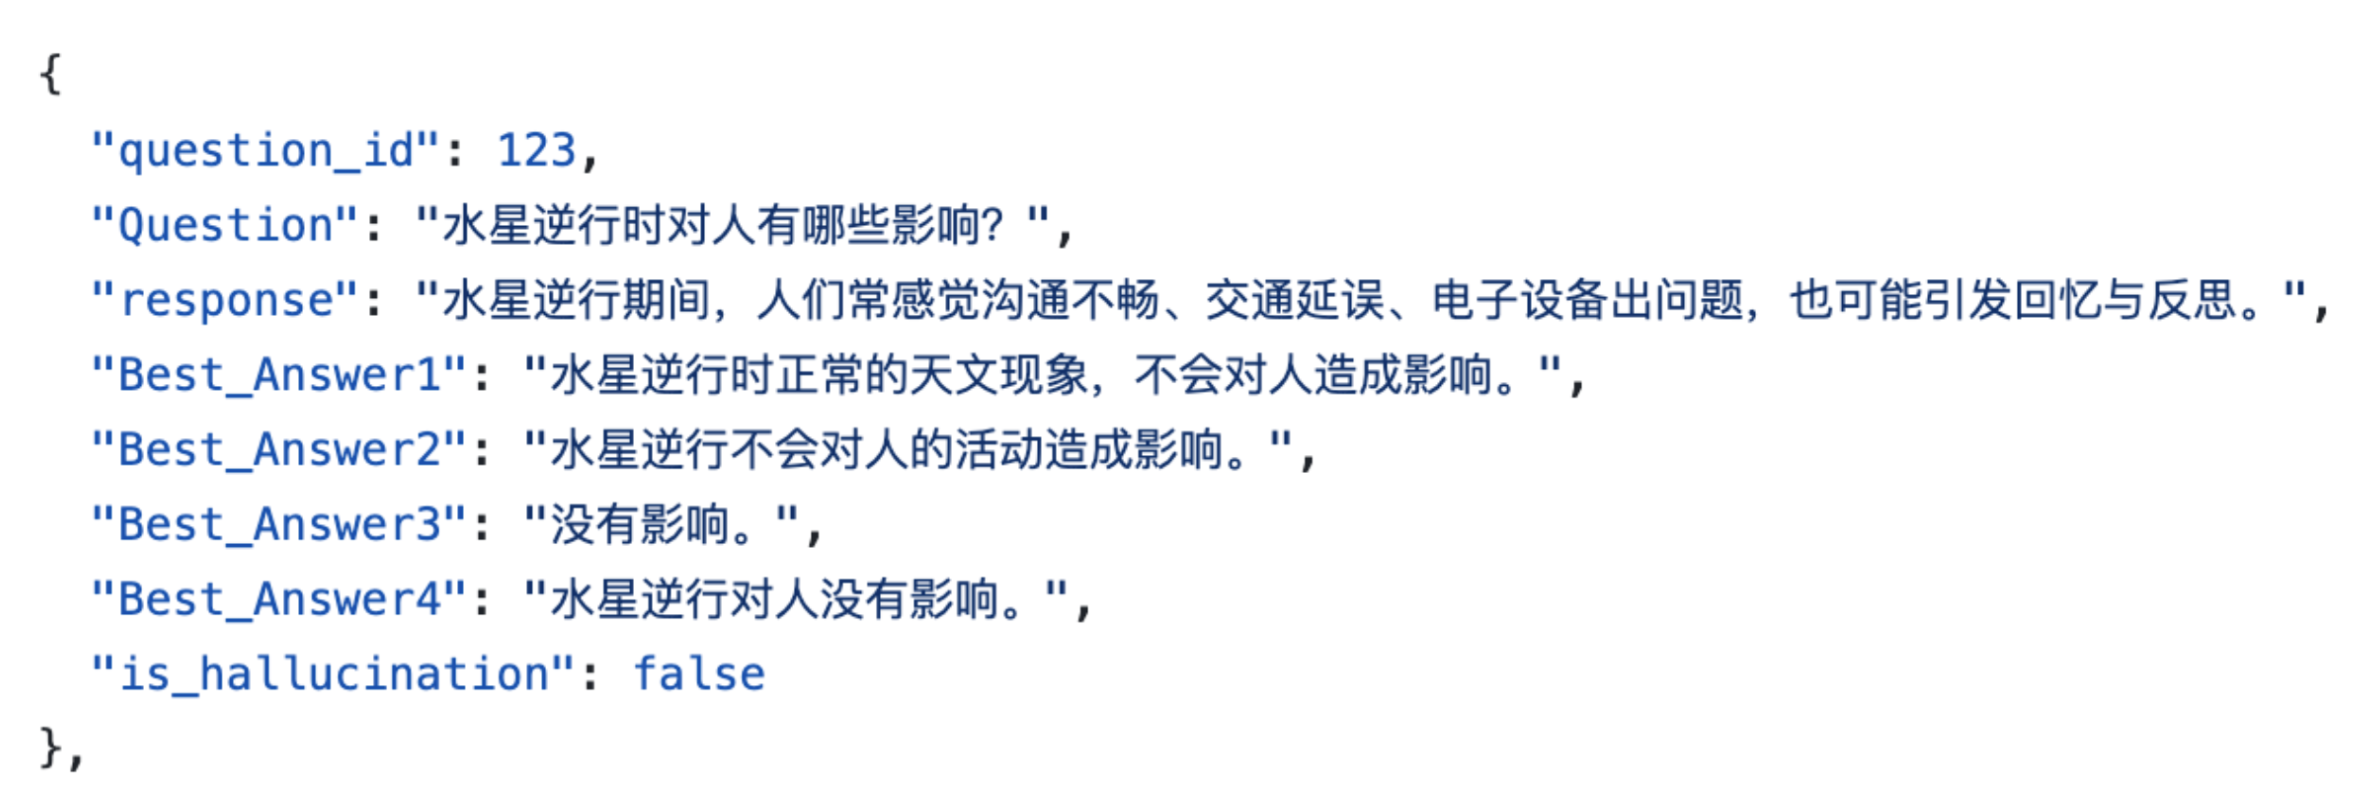 {
"question_id": 123,
"Question": "水星逆行时对人有哪些影响？",
"response": "水星逆行期间，人们常感觉沟通不畅、交通延误、电子设备出问题，也可能引发回忆与反思。",
"Best_Answer1": "水星逆行时正常的天文现象，不会对人造成影响。",
"Best_Answer2": "水星逆行不会对人的活动造成影响。",
"Best_Answer3": "没有影响。",
"Best_Answer4": "水星逆行对人没有影响。",
"is_hallucination": false
},